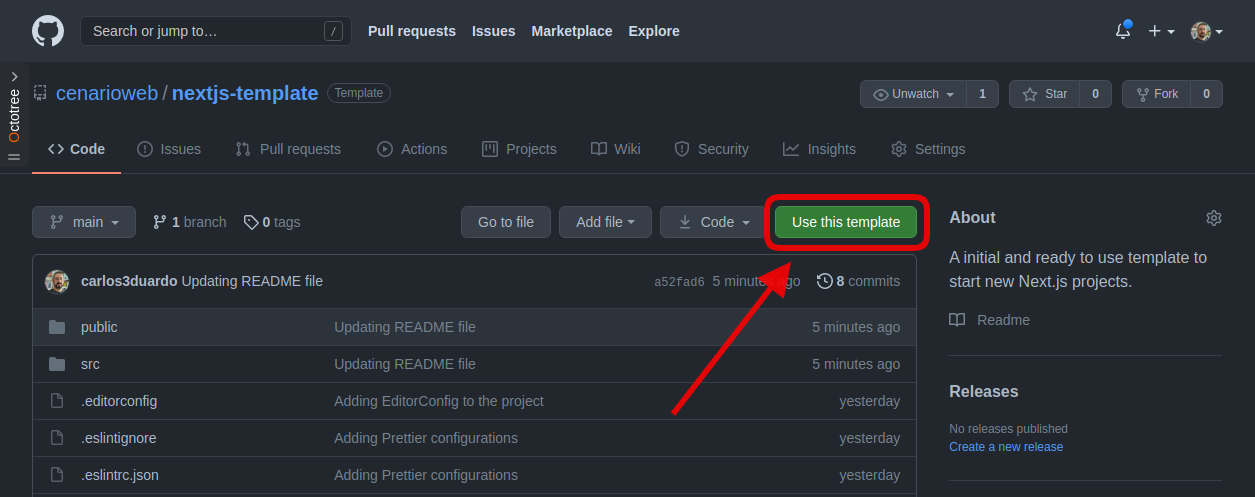 Search or jump to… /
Pull requests Issues Marketplace Explore
Octotree
cenarioweb / nextjs-template Template
Unwatch 1 Star 0 Fork 0
Code Issues Pull requests Actions Projects Wiki Security Insights Settings
main 1 branch 0 tags Go to file Add file Code Use this template
carlos3duardo Updating README file a52fad6 5 minutes ago 8 commits
public Updating README file 5 minutes ago
src Updating README file 5 minutes ago
.editorconfig Adding EditorConfig to the project yesterday
.eslintignore Adding Prettier configurations yesterday
.eslintrc.json Adding Prettier configurations yesterday
About
A initial and ready to use template to
start new Next.js projects.
Readme
Releases
No releases published
Create a new release